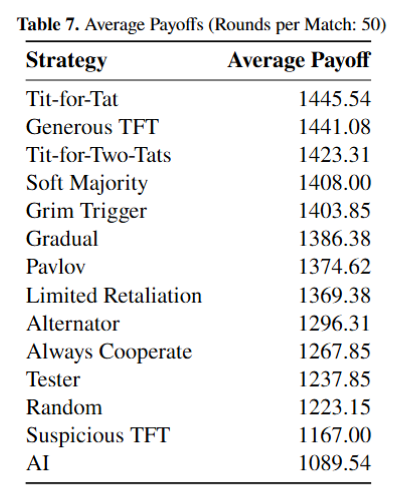 Table 7. Average Payoffs (Rounds per Match: 50)
Strategy Average Payoff
Tit-for-Tat 1445.54
Generous TFT 1441.08
Tit-for-Two-Tats 1423.31
Soft Majority 1408.00
Grim Trigger 1403.85
Gradual 1386.38
Pavlov 1374.62
Limited Retaliation 1369.38
Alternator 1296.31
Always Cooperate 1267.85
Tester 1237.85
Random 1223.15
Suspicious TFT 1167.00
AI 1089.54